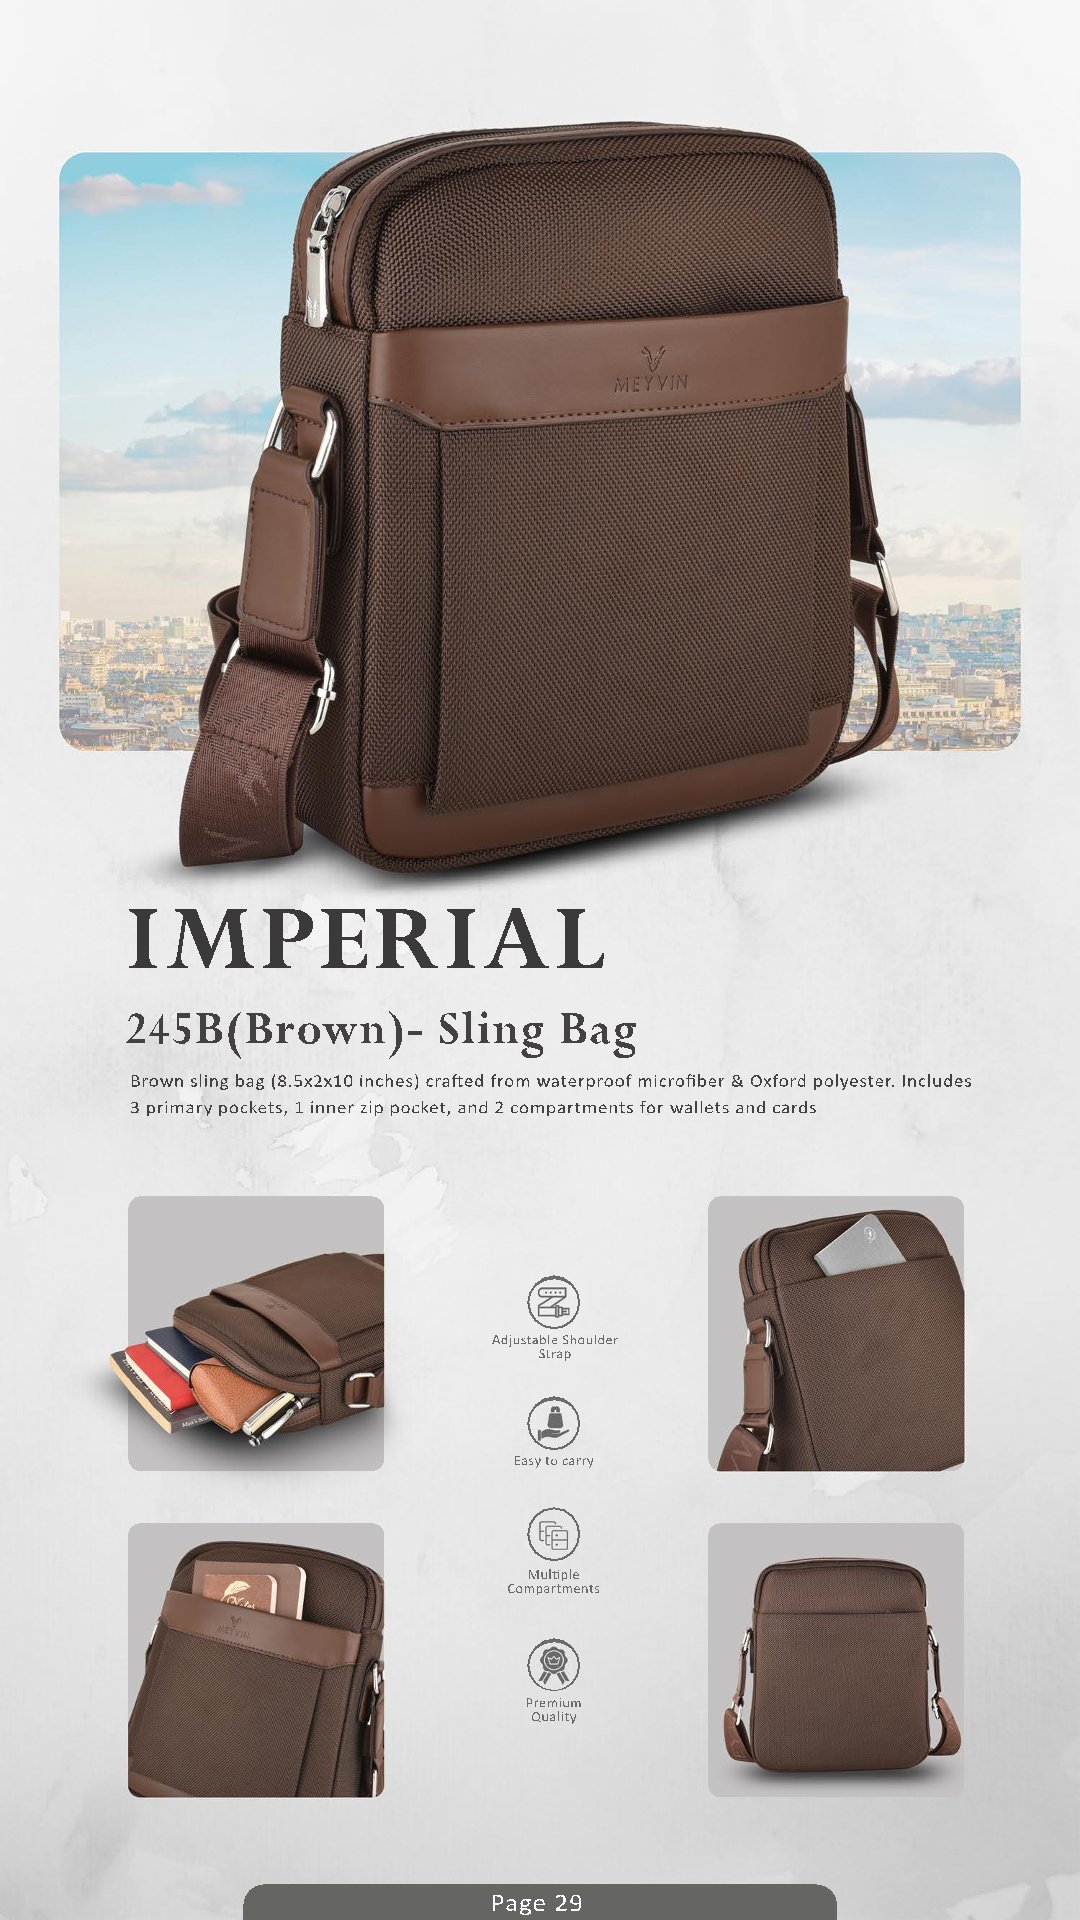 MEYVIN
IMPERIAL
245B(Brown)- Sling Bag
Brown sling bag (8.5x2x10 inches) crafted from waterproof microfiber & Oxford polyester. Includes
3 primary pockets, 1 inner zip pocket, and 2 compartments for wallets and cards
Adjustable Shoulder
Strap
Easy to carry
Multiple
Compartments
MEYVIN
Premium
Quality
Page 29